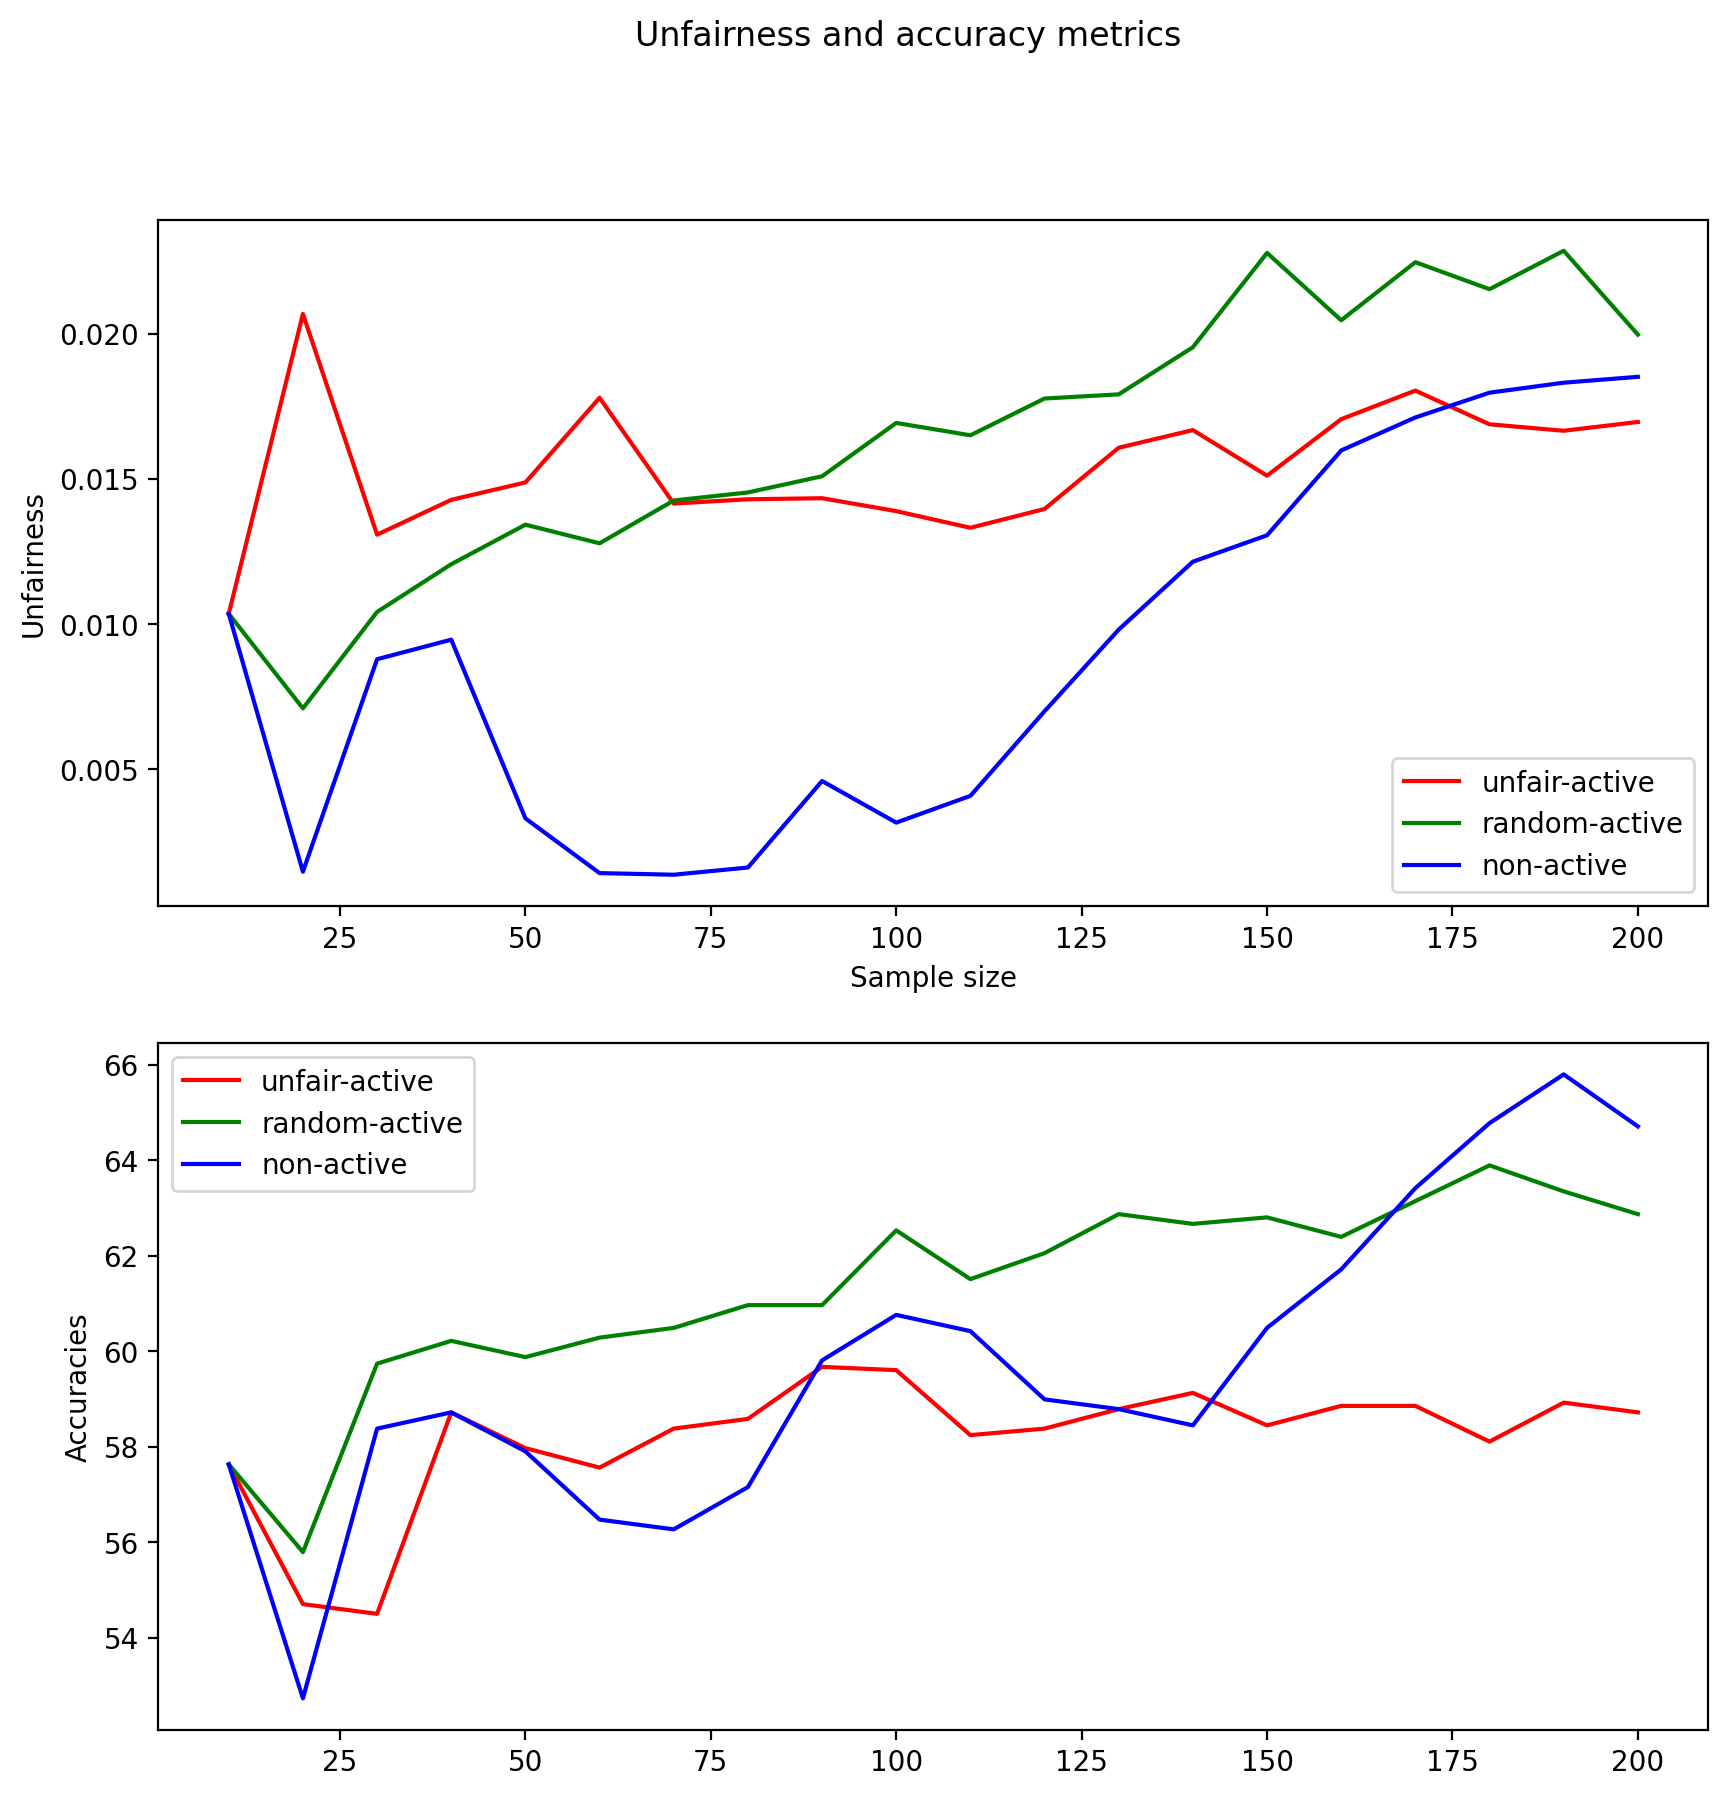 Unfairness and accuracy metrics
0.020
0.015
0.010
0.005
Unfairness
unfair-active
random-active
non-active
25 50 75 100 125 150 175 200
Sample size
66
64
62
60
58
56
54
Accuracies
unfair-active
random-active
non-active
25 50 75 100 125 150 175 200